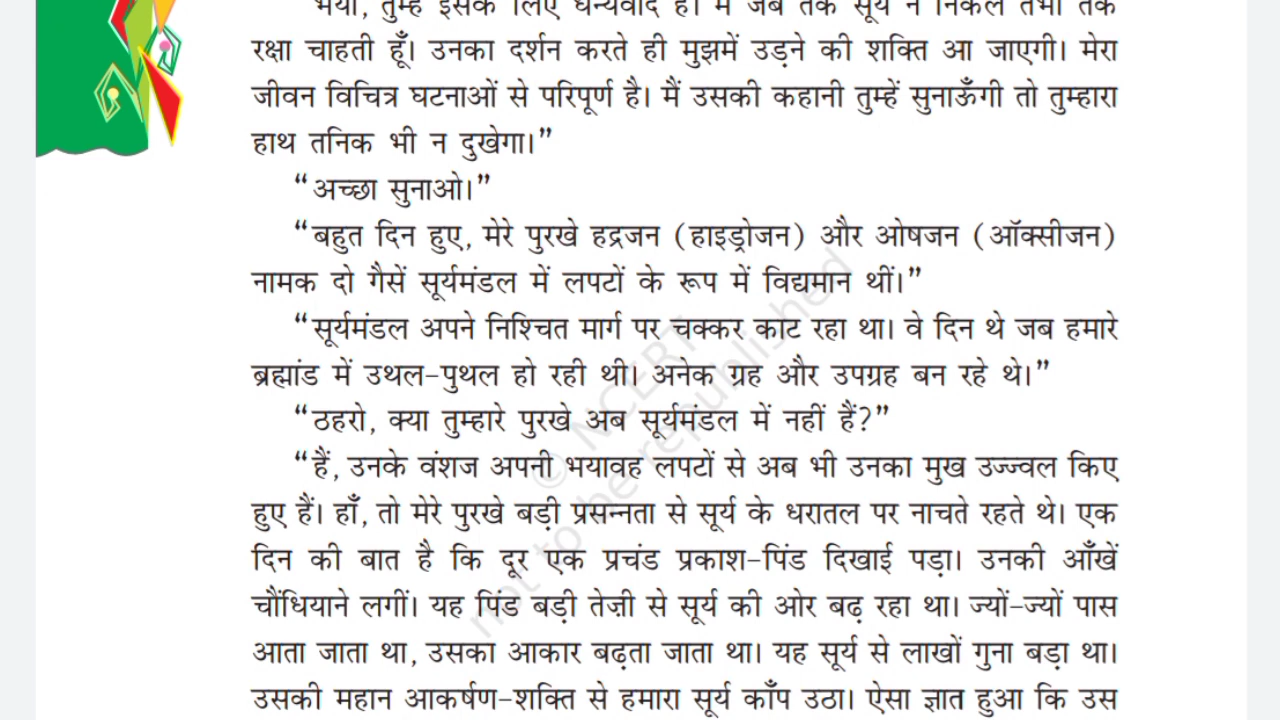 भैया, तुम्हें इसके लिए धन्यवाद है। मैं जब तक सूर्य न निकले तभी तक
रक्षा चाहती हूँ। उनका दर्शन करते ही मुझमें उड़ने की शक्ति आ जाएगी। मेरा
जीवन विचित्र घटनाओं से परिपूर्ण है। मैं उसकी कहानी तुम्हें सुनाऊँगी तो तुम्हारा
हाथ तनिक भी न दुखेगा।”
“अच्छा सुनाओ।”
“बहुत दिन हुए, मेरे पुरखे हद्रजन (हाइड्रोजन) और ओषजन (ऑक्सीजन)
नामक दो गैसें सूर्यमंडल में लपटों के रूप में विद्यमान थीं।”
“सूर्यमंडल अपने निश्चित मार्ग पर चक्कर काट रहा था। वे दिन थे जब हमारे
ब्रह्मांड में उथल-पुथल हो रही थी। अनेक ग्रह और उपग्रह बन रहे थे।”
“ठहरो, क्या तुम्हारे पुरखे अब सूर्यमंडल में नहीं हैं?”
“हैं, उनके वंशज अपनी भयावह लपटों से अब भी उनका मुख उज्ज्वल किए
हुए हैं। हाँ, तो मेरे पुरखे बड़ी प्रसन्नता से सूर्य के धरातल पर नाचते रहते थे। एक
दिन की बात है कि दूर एक प्रचंड प्रकाश-पिंड दिखाई पड़ा। उनकी आँखें
चौंधियाने लगीं। यह पिंड बड़ी तेज़ी से सूर्य की ओर बढ़ रहा था। ज्यों-ज्यों पास
आता जाता था, उसका आकार बढ़ता जाता था। यह सूर्य से लाखों गुना बड़ा था।
उसकी महान आकर्षण-शक्ति से हमारा सूर्य काँप उठा। ऐसा ज्ञात हुआ कि उस
© NCERT
not to be republished